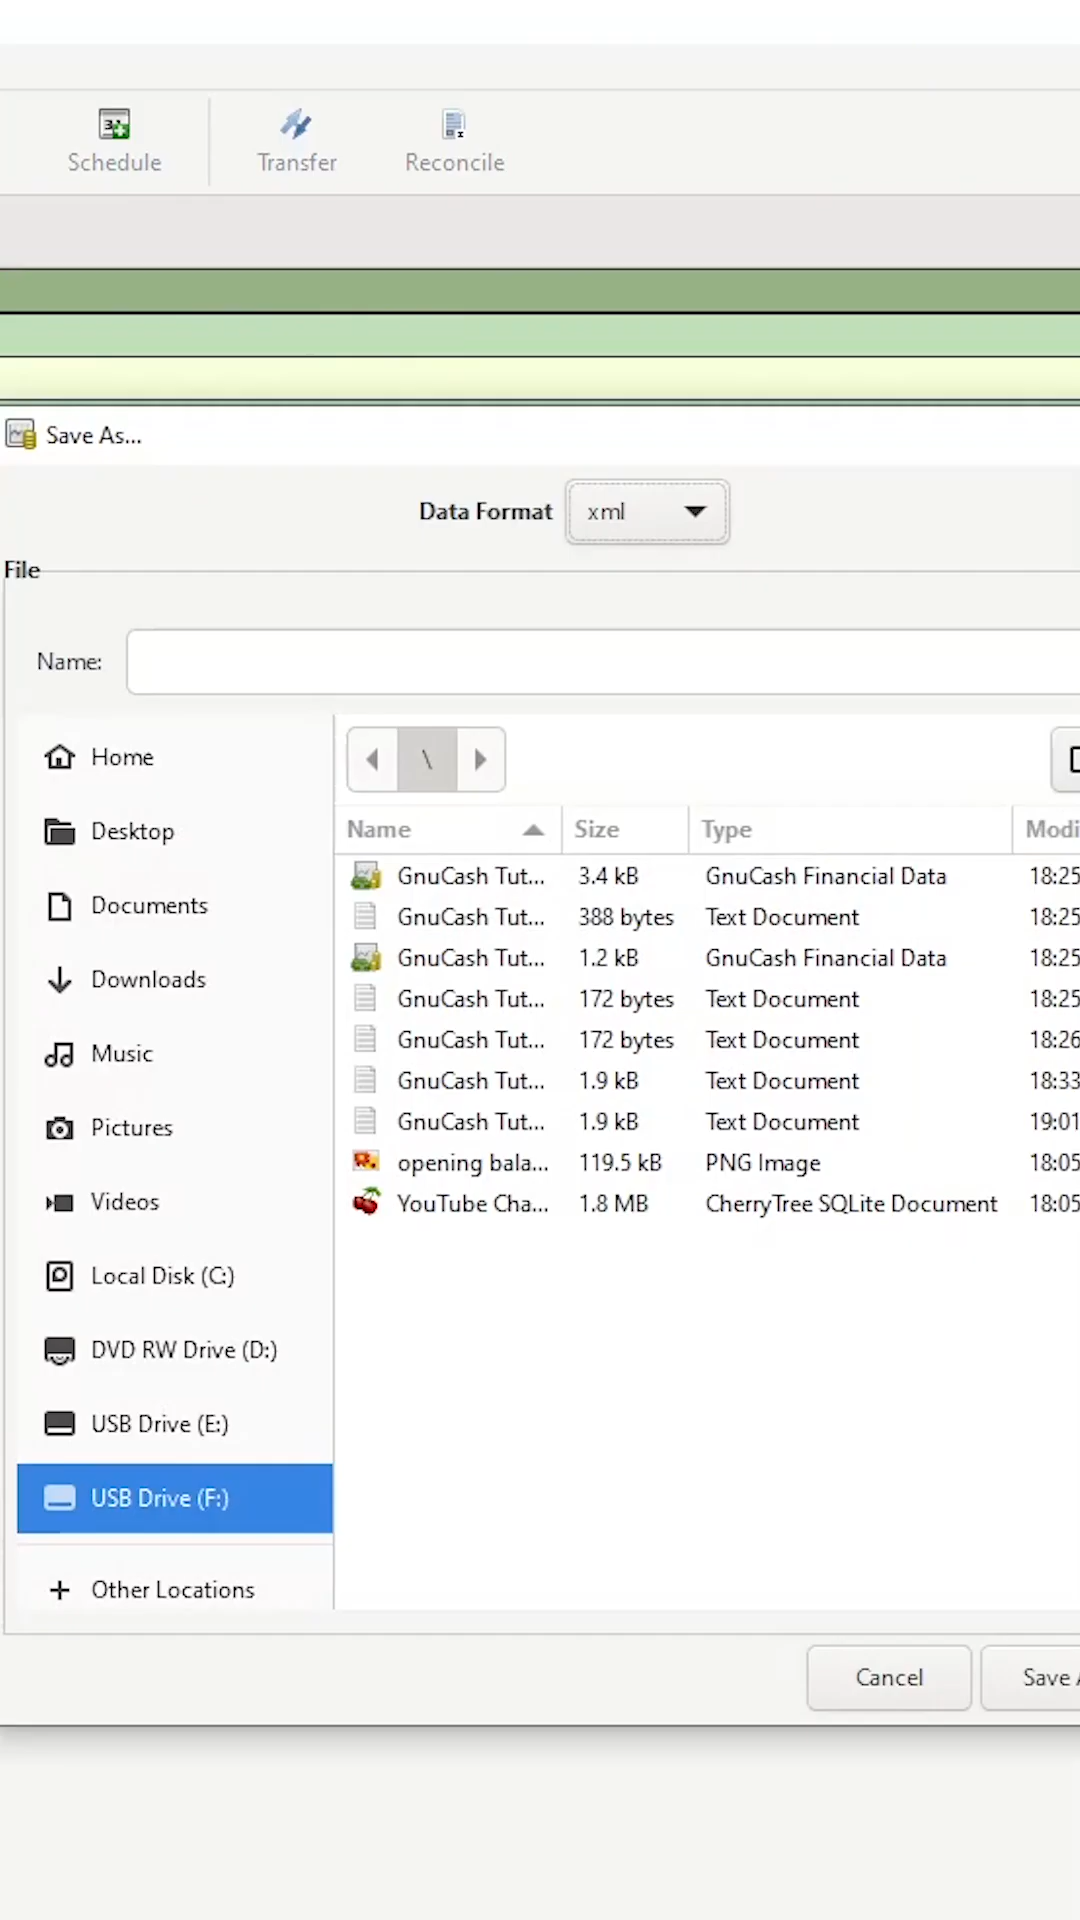 Schedule
Transfer
Reconcile
Save As...
Data Format
xml
File
Name:
Home
Desktop
Documents
Downloads
Music
Pictures
Videos
Local Disk (C:)
DVD RW Drive (D:)
USB Drive (E:)
USB Drive (F:)
Other Locations
\
Name Size Type Modi
GnuCash Tut... 3.4 kB GnuCash Financial Data 18:25
GnuCash Tut... 388 bytes Text Document 18:25
GnuCash Tut... 1.2 kB GnuCash Financial Data 18:25
GnuCash Tut... 172 bytes Text Document 18:25
GnuCash Tut... 172 bytes Text Document 18:26
GnuCash Tut... 1.9 kB Text Document 18:33
GnuCash Tut... 1.9 kB Text Document 19:01
opening bala... 119.5 kB PNG Image 18:05
YouTube Cha... 1.8 MB CherryTree SQLite Document 18:05
Cancel
Save